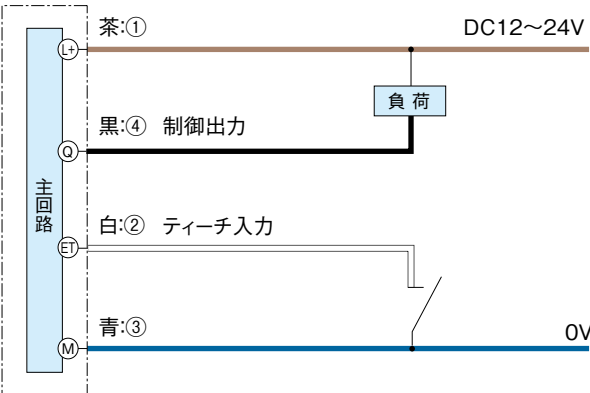 茶:① DC12～24V
L+
負 荷
黒:④ 制御出力
Q
主回路
白:② ティーチ入力
ET
青:③
0V
M